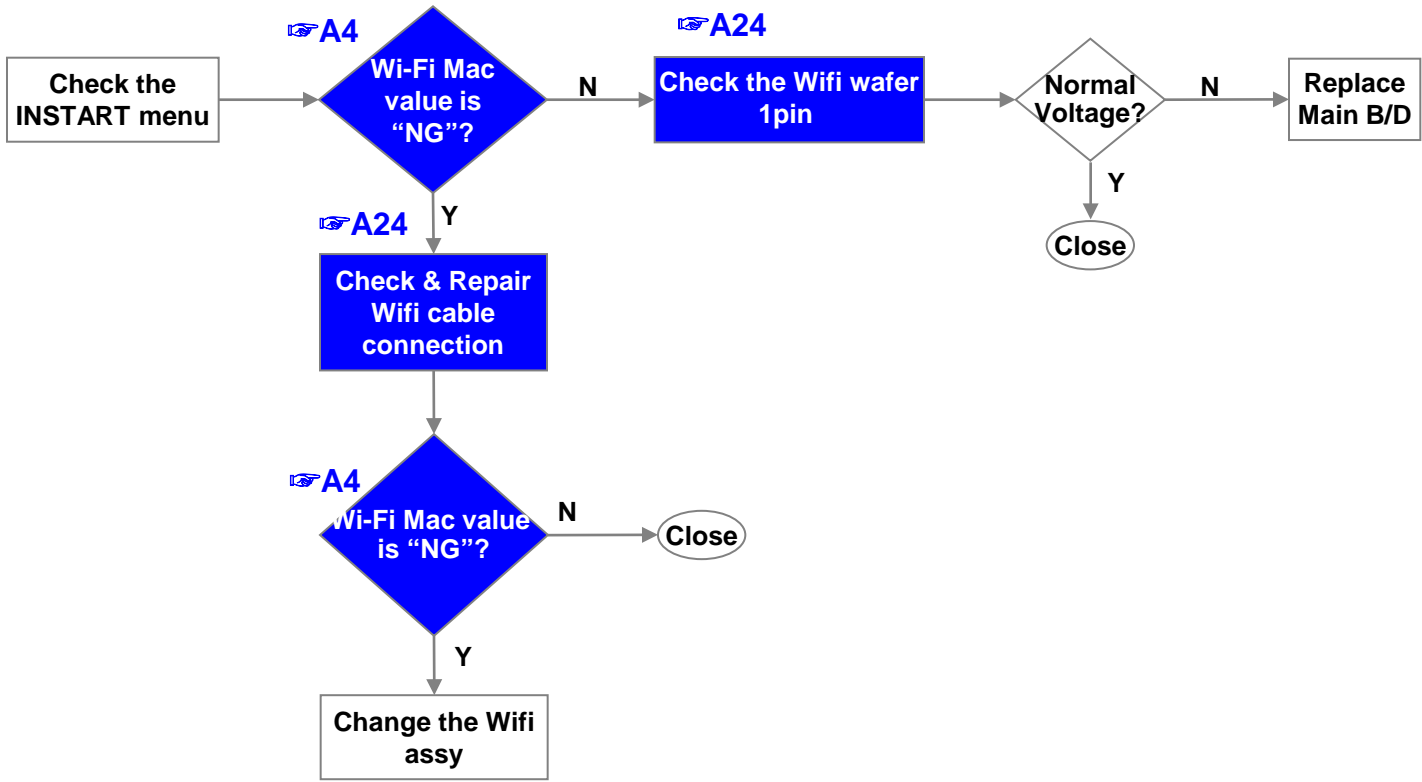 ☞A4
☞A24
Check the
INSTART menu
Wi-Fi Mac
value is
“NG”?
N
Check the Wifi wafer
1pin
Normal
Voltage?
N
Replace
Main B/D
Y
Close
☞A24
Y
Check & Repair
Wifi cable
connection
☞A4
Wi-Fi Mac value
is “NG”?
N
Close
Y
Change the Wifi
assy